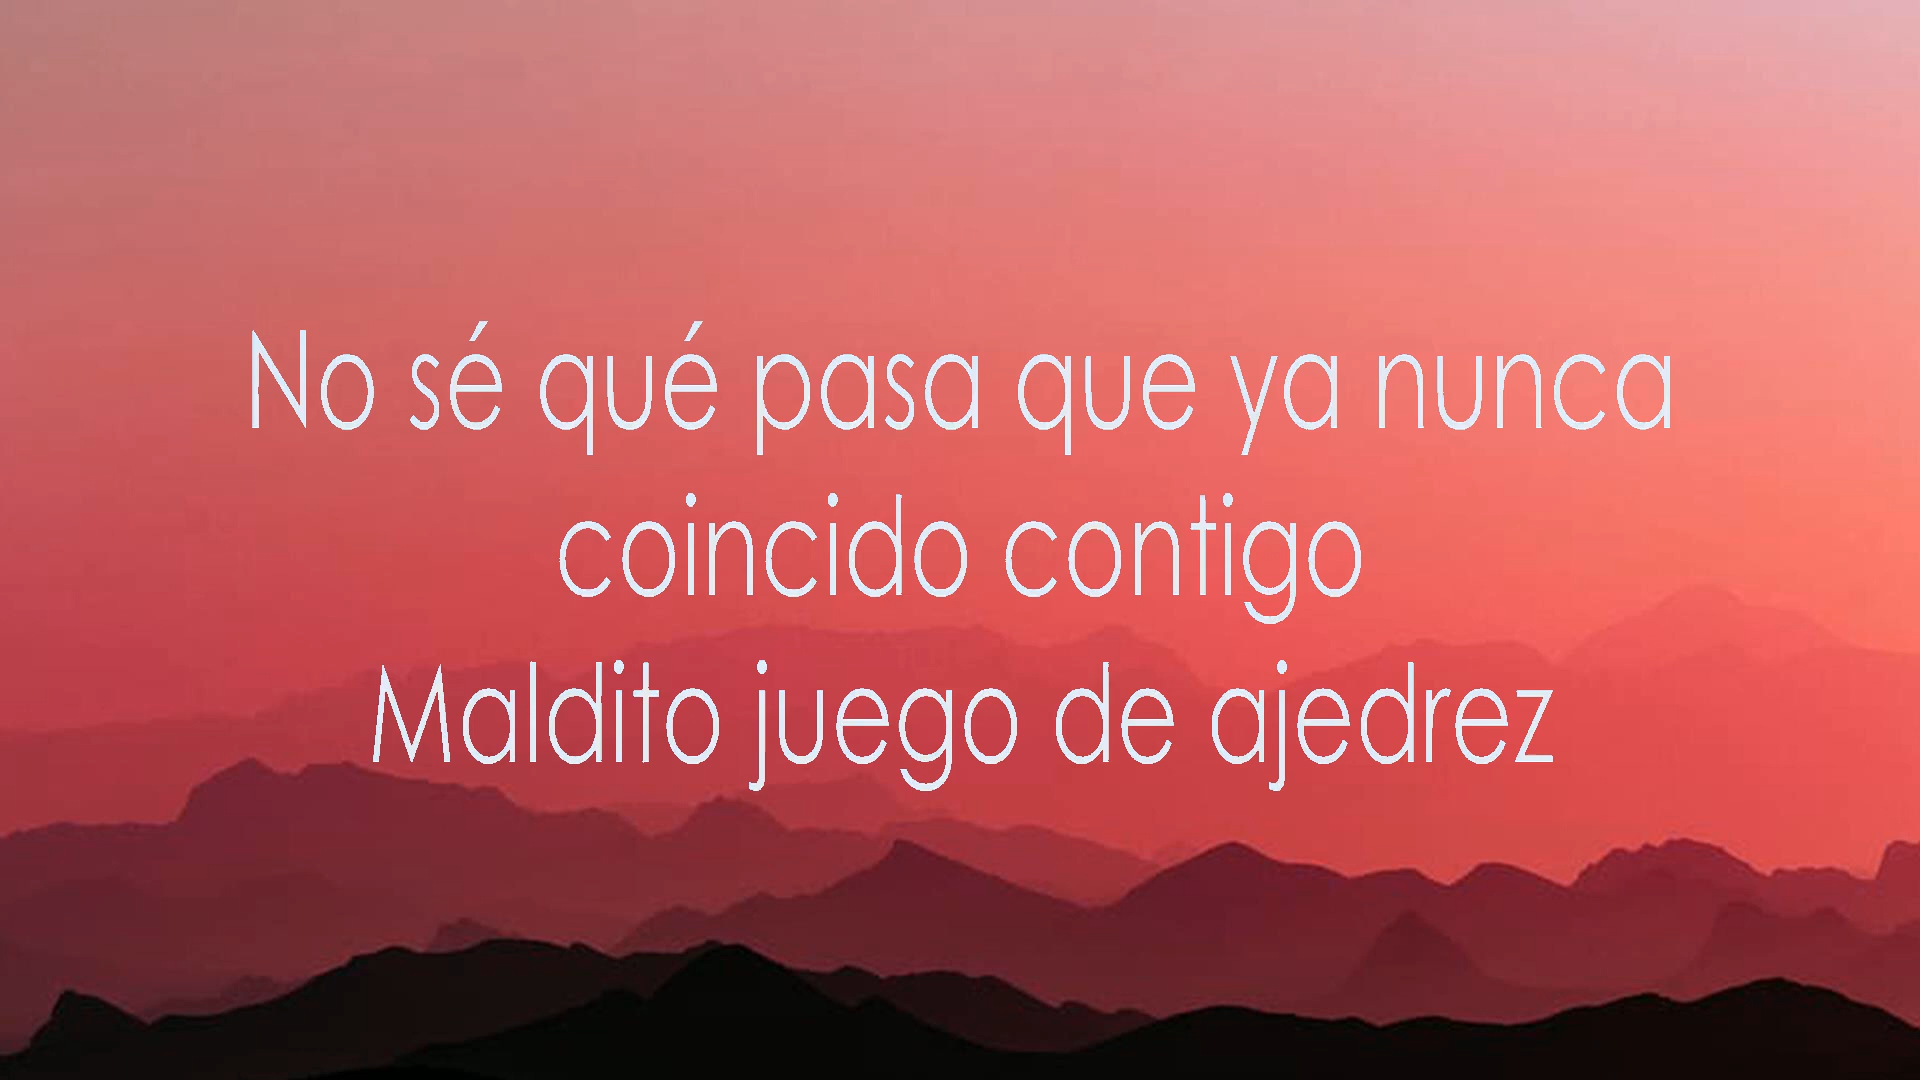 No sé qué pasa que ya nunca
coincido contigo
Maldito juego de ajedrez